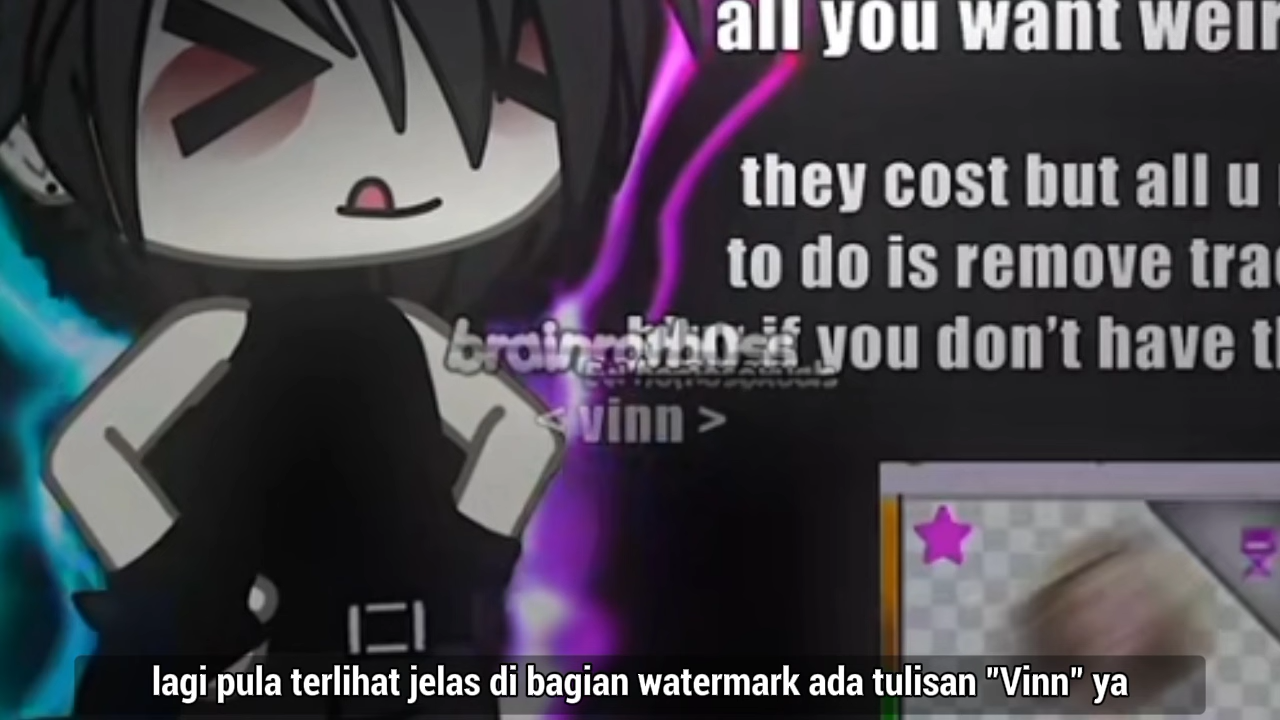 all you want weir
they cost but all u
to do is remove tra
if you don't have t
brainrotb0ss
< vinn >
lagi pula terlihat jelas di bagian watermark ada tulisan "Vinn" ya